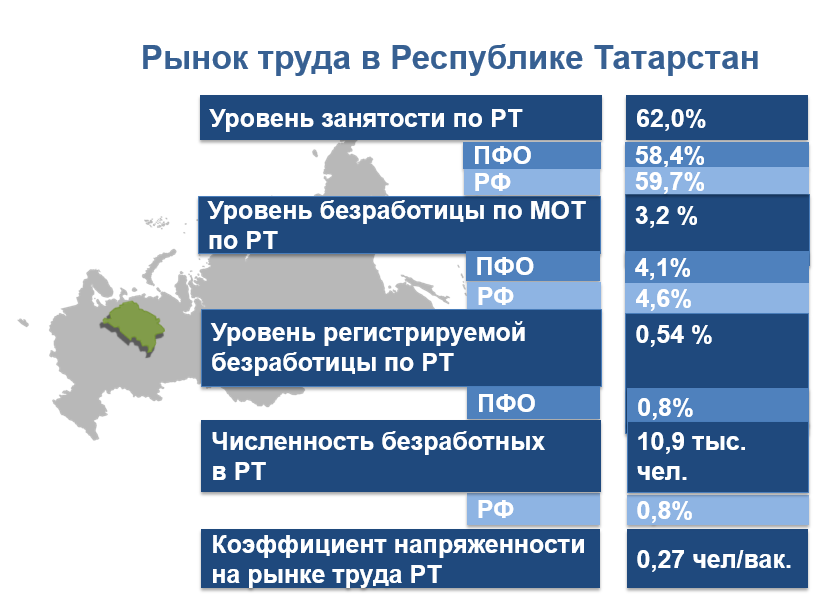 Рынок труда в Республике Татарстан
Уровень занятости по РТ
62,0%
ПФО
58,4%
РФ
59,7%
Уровень безработицы по МОТ
по РТ
3,2 %
ПФО
4,1%
РФ
4,6%
Уровень регистрируемой
безработицы по РТ
0,54 %
ПФО
0,8%
Численность безработных
в РТ
10,9 тыс.
чел.
РФ
0,8%
Коэффициент напряженности
на рынке труда РТ
0,27 чел/вак.